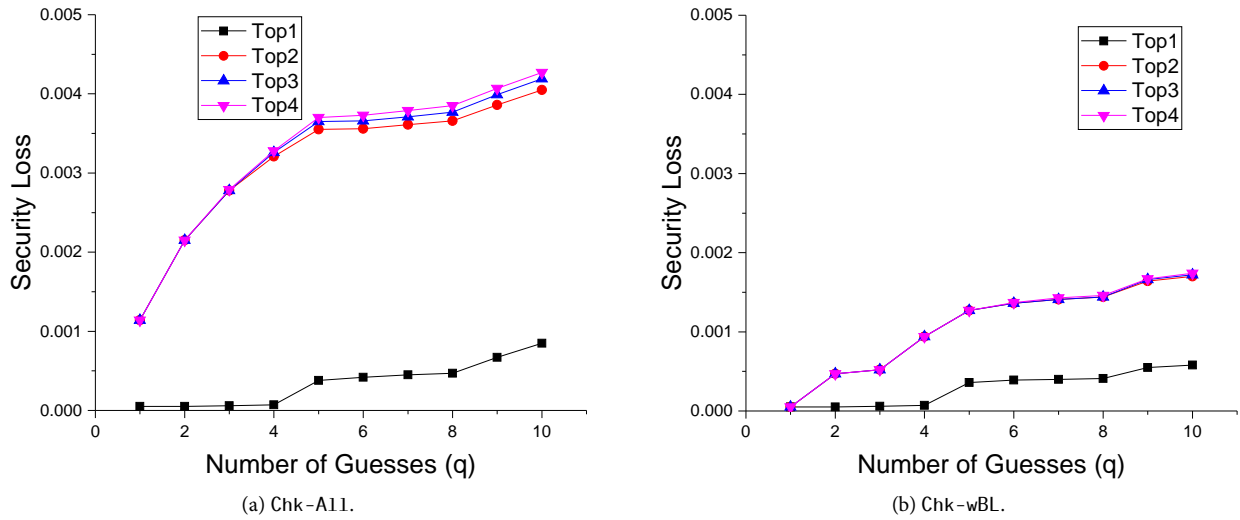 0.005
0.004
0.003
0.002
0.001
0.000
Security Loss
Top1
Top2
Top3
Top4
0 2 4 6 8 10
Number of Guesses (q)
(a) Chk-All.
0.005
0.004
0.003
0.002
0.001
0.000
Security Loss
Top1
Top2
Top3
Top4
0 2 4 6 8 10
Number of Guesses (q)
(b) Chk-wBL.